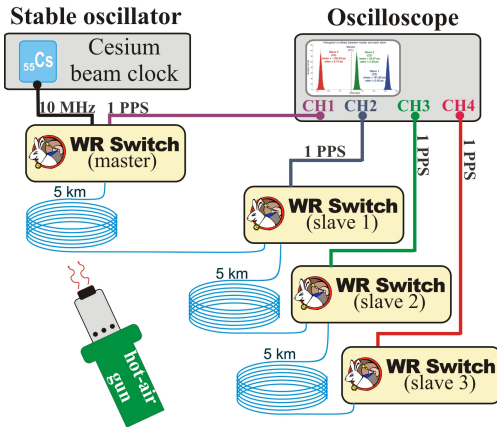 Stable oscillator
Oscilloscope
55Cs
Cesium
beam clock
CH1 CH2 CH3 CH4
10 MHz
1 PPS
WR Switch
(master)
1 PPS
1 PPS
1 PPS
5 km
WR Switch
(slave 1)
5 km
WR Switch
(slave 2)
5 km
WR Switch
(slave 3)
hot-air
gun